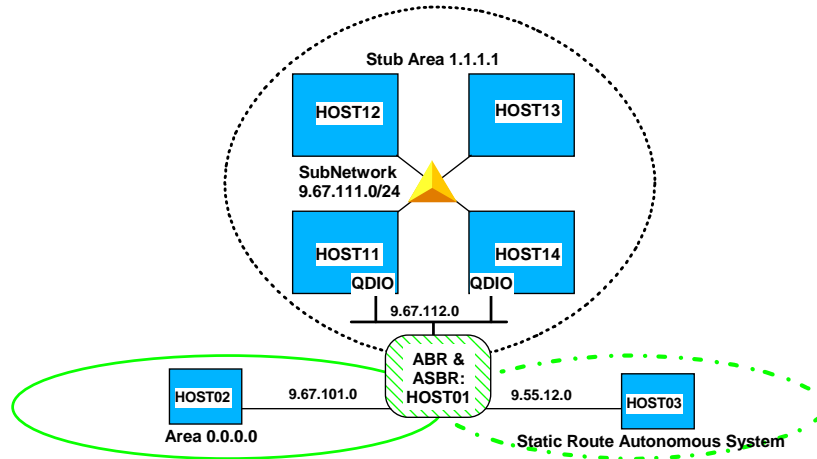 Stub Area 1.1.1.1
HOST12
HOST13
SubNetwork
9.67.111.0/24
HOST11
HOST14
QDIO
QDIO
9.67.112.0
ABR &
ASBR:
HOST01
HOST02
9.67.101.0
9.55.12.0
HOST03
Area 0.0.0.0
Static Route Autonomous System